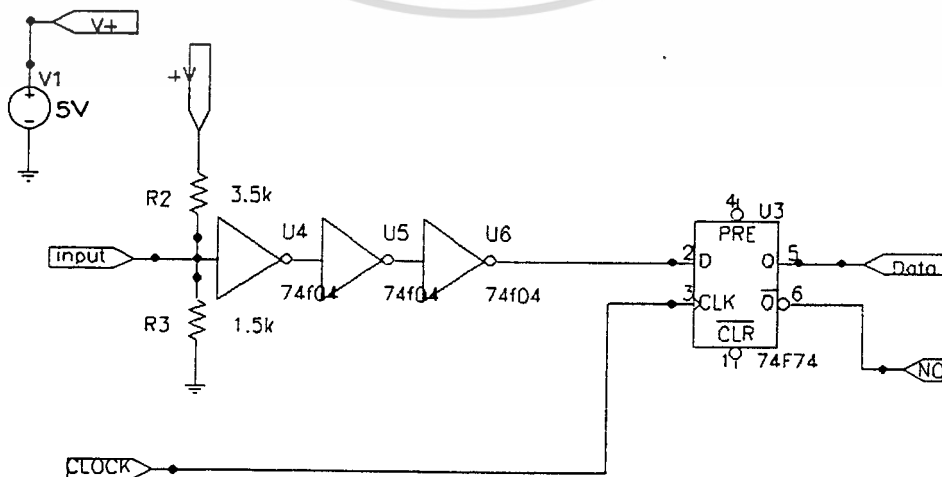 V+
V1
5V
+
R2
3.5k
input
U4
U5
U6
74f04
74f04
74f04
R3
1.5k
4
U3
PRE
2
D
Q
5
Data
3
CLK
Q
6
CLR
1
74F74
NC
CLOCK